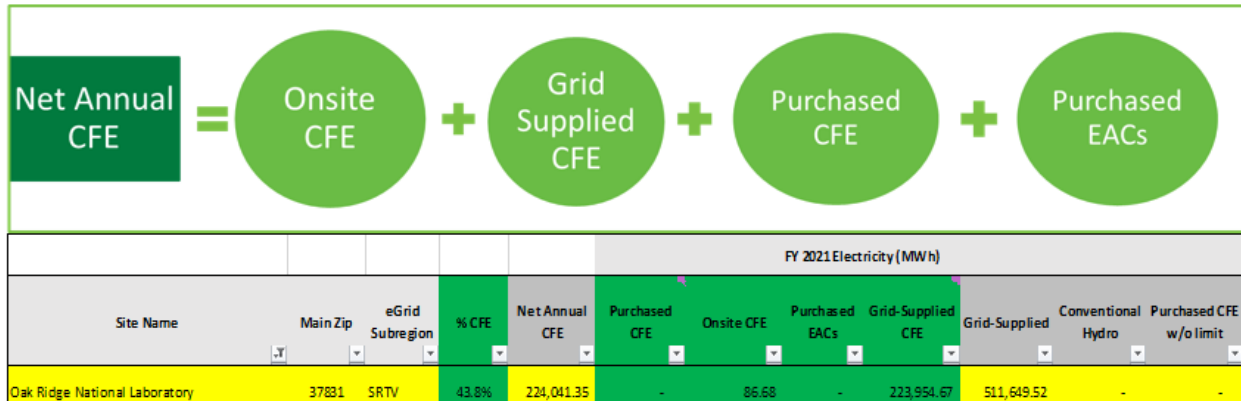 Net Annual CFE = Onsite CFE + Grid Supplied CFE + Purchased CFE + Purchased EACs
FY 2021 Electricity (MWh)
Site Name Main Zip eGrid Subregion % CFE Net Annual CFE Purchased CFE Onsite CFE Purchased EACs Grid-Supplied CFE Grid-Supplied Conventional Hydro Purchased CFE w/o limit
Oak Ridge National Laboratory 37831 SRTV 43.8% 224,041.35 - 86.68 - 223,954.67 511,649.52 - -